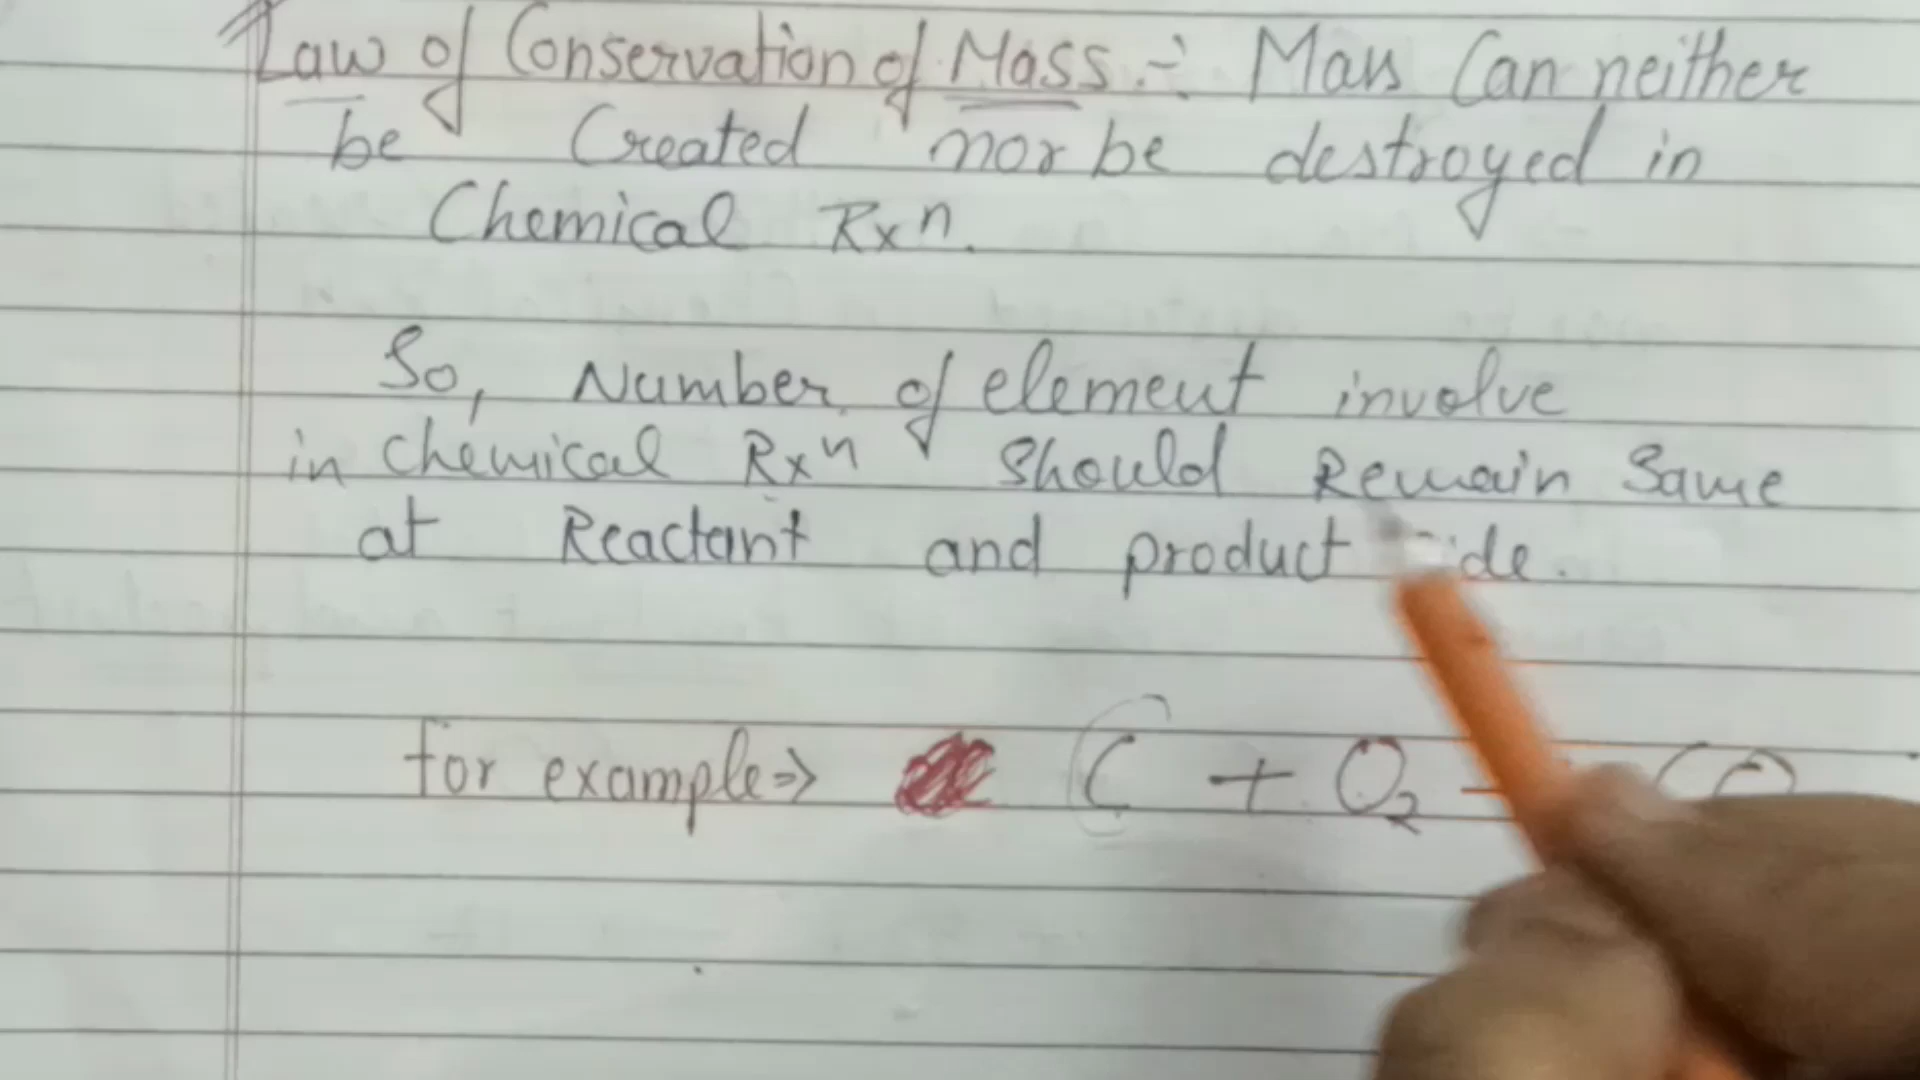 Law of Conservation of Mass :- Mass Can neither
be Created nor be destroyed in
Chemical Rxn.
So, Number of element involve
in chemical Rxn should Remain Same
at Reactant and product side.
for example => C + O2